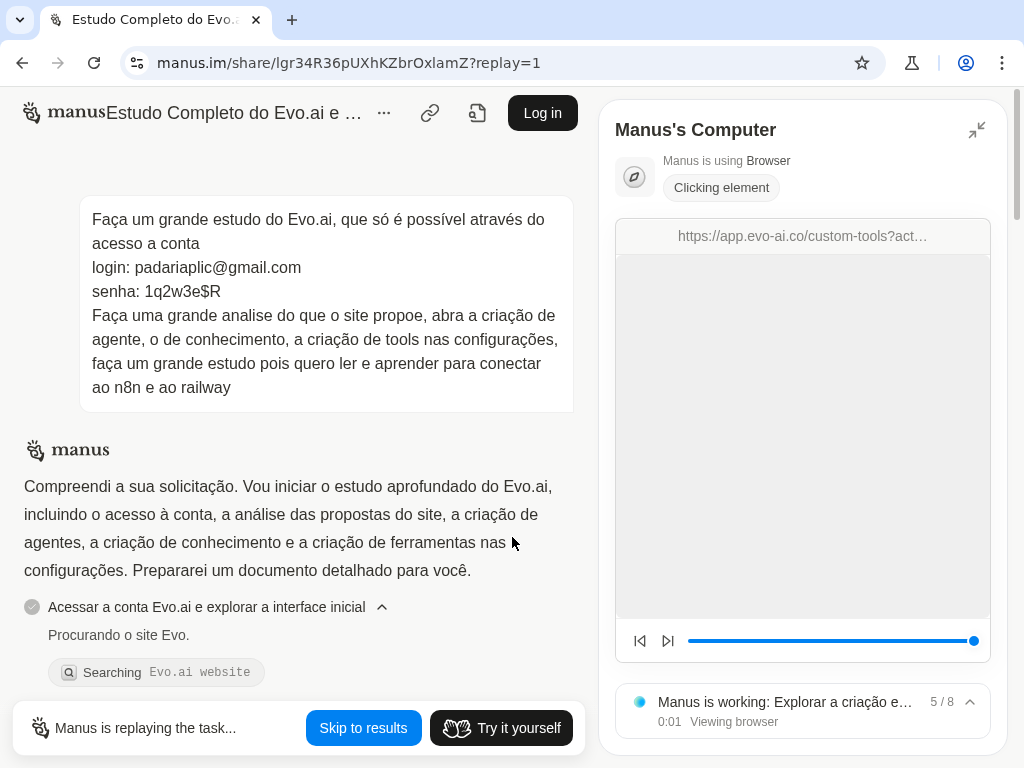 Estudo Completo do Evo.a
manus.im/share/lgr34R36pUXhKZbrOxlamZ?replay=1
manus
Estudo Completo do Evo.ai e …
Log in
Faça um grande estudo do Evo.ai, que só é possível através do
acesso a conta
login: padariaplic@gmail.com
senha: 1q2w3e$R
Faça uma grande analise do que o site propoe, abra a criação de
agente, o de conhecimento, a criação de tools nas configurações,
faça um grande estudo pois quero ler e aprender para conectar
ao n8n e ao railway
manus
Compreendi a sua solicitação. Vou iniciar o estudo aprofundado do Evo.ai,
incluindo o acesso à conta, a análise das propostas do site, a criação de
agentes, a criação de conhecimento e a criação de ferramentas nas
configurações. Prepararei um documento detalhado para você.
Acessar a conta Evo.ai e explorar a interface inicial
Procurando o site Evo.
Searching Evo.ai website
Manus is replaying the task...
Skip to results
Try it yourself
Manus's Computer
Manus is using Browser
Clicking element
https://app.evo-ai.co/custom-tools?act…
Manus is working: Explorar a criação e… 5 / 8
0:01 Viewing browser